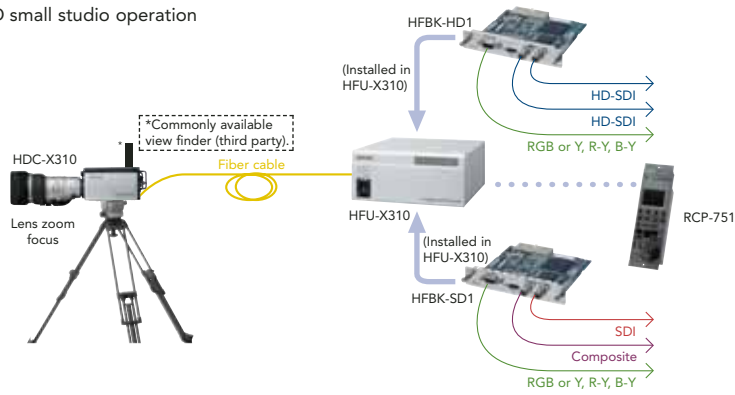 small studio operation
HFBK-HD1
(Installed in
HFU-X310)
HD-SDI
HD-SDI
RGB or Y, R-Y, B-Y
*Commonly available
view finder (third party).
*
HDC-X310
Fiber cable
Lens zoom
focus
HFU-X310
RCP-751
(Installed in
HFU-X310)
HFBK-SD1
SDI
Composite
RGB or Y, R-Y, B-Y